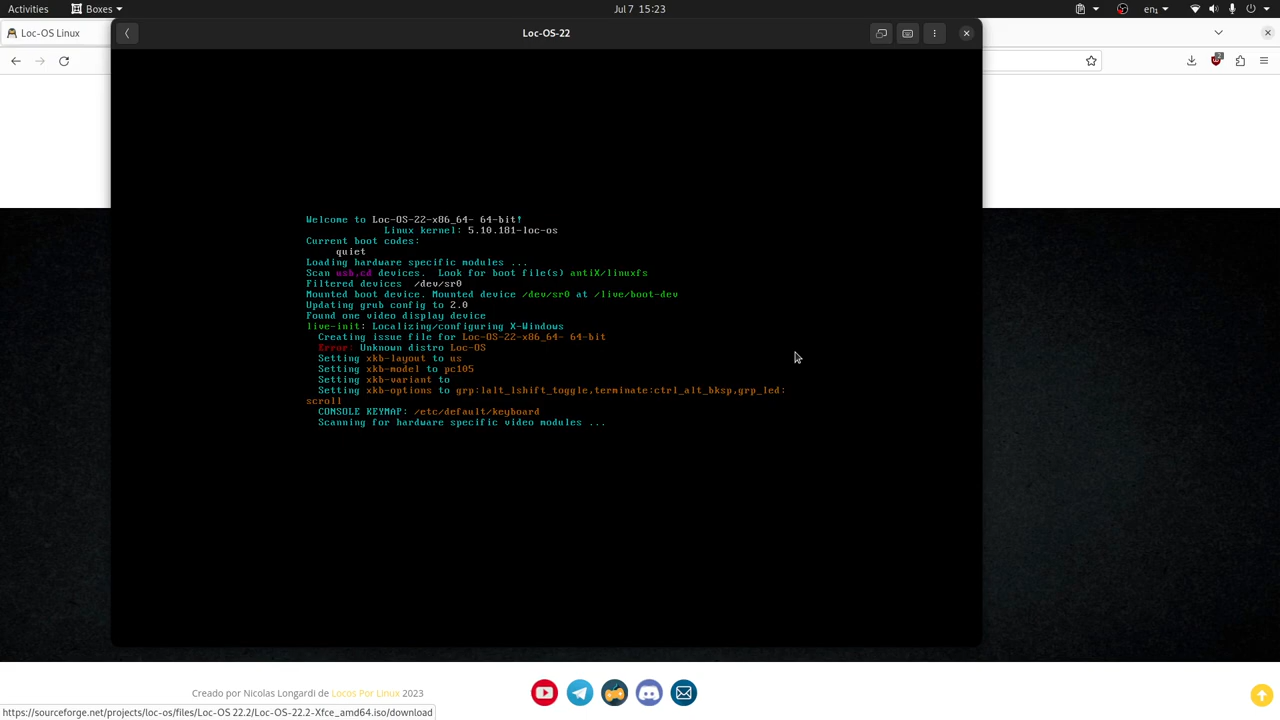 Activities
Boxes
Jul 7 15:23
en₁
Loc-OS Linux
Loc-OS-22
2
Welcome to Loc-OS-22-x86_64- 64-bit!
Linux kernel: 5.10.181-loc-os
Current boot codes:
quiet
Loading hardware specific modules ...
Scan usb,cd devices. Look for boot file(s) antiX/linuxfs
Filtered devices /dev/sr0
Mounted boot device. Mounted device /dev/sr0 at /live/boot-dev
Updating grub config to 2.0
Found one video display device
live-init: Localizing/configuring X-Windows
Creating issue file for Loc-OS-22-x86_64- 64-bit
Error: Unknown distro Loc-OS
Setting xkb-layout to us
Setting xkb-model to pc105
Setting xkb-variant to
Setting xkb-options to grp:lalt_lshift_toggle,terminate:ctrl_alt_bksp,grp_led:
scroll
CONSOLE KEYMAP: /etc/default/keyboard
Scanning for hardware specific video modules ...
Creado por Nicolas Longardi de Locos Por Linux 2023
https://sourceforge.net/projects/loc-os/files/Loc-OS 22.2/Loc-OS-22.2-Xfce_amd64.iso/download